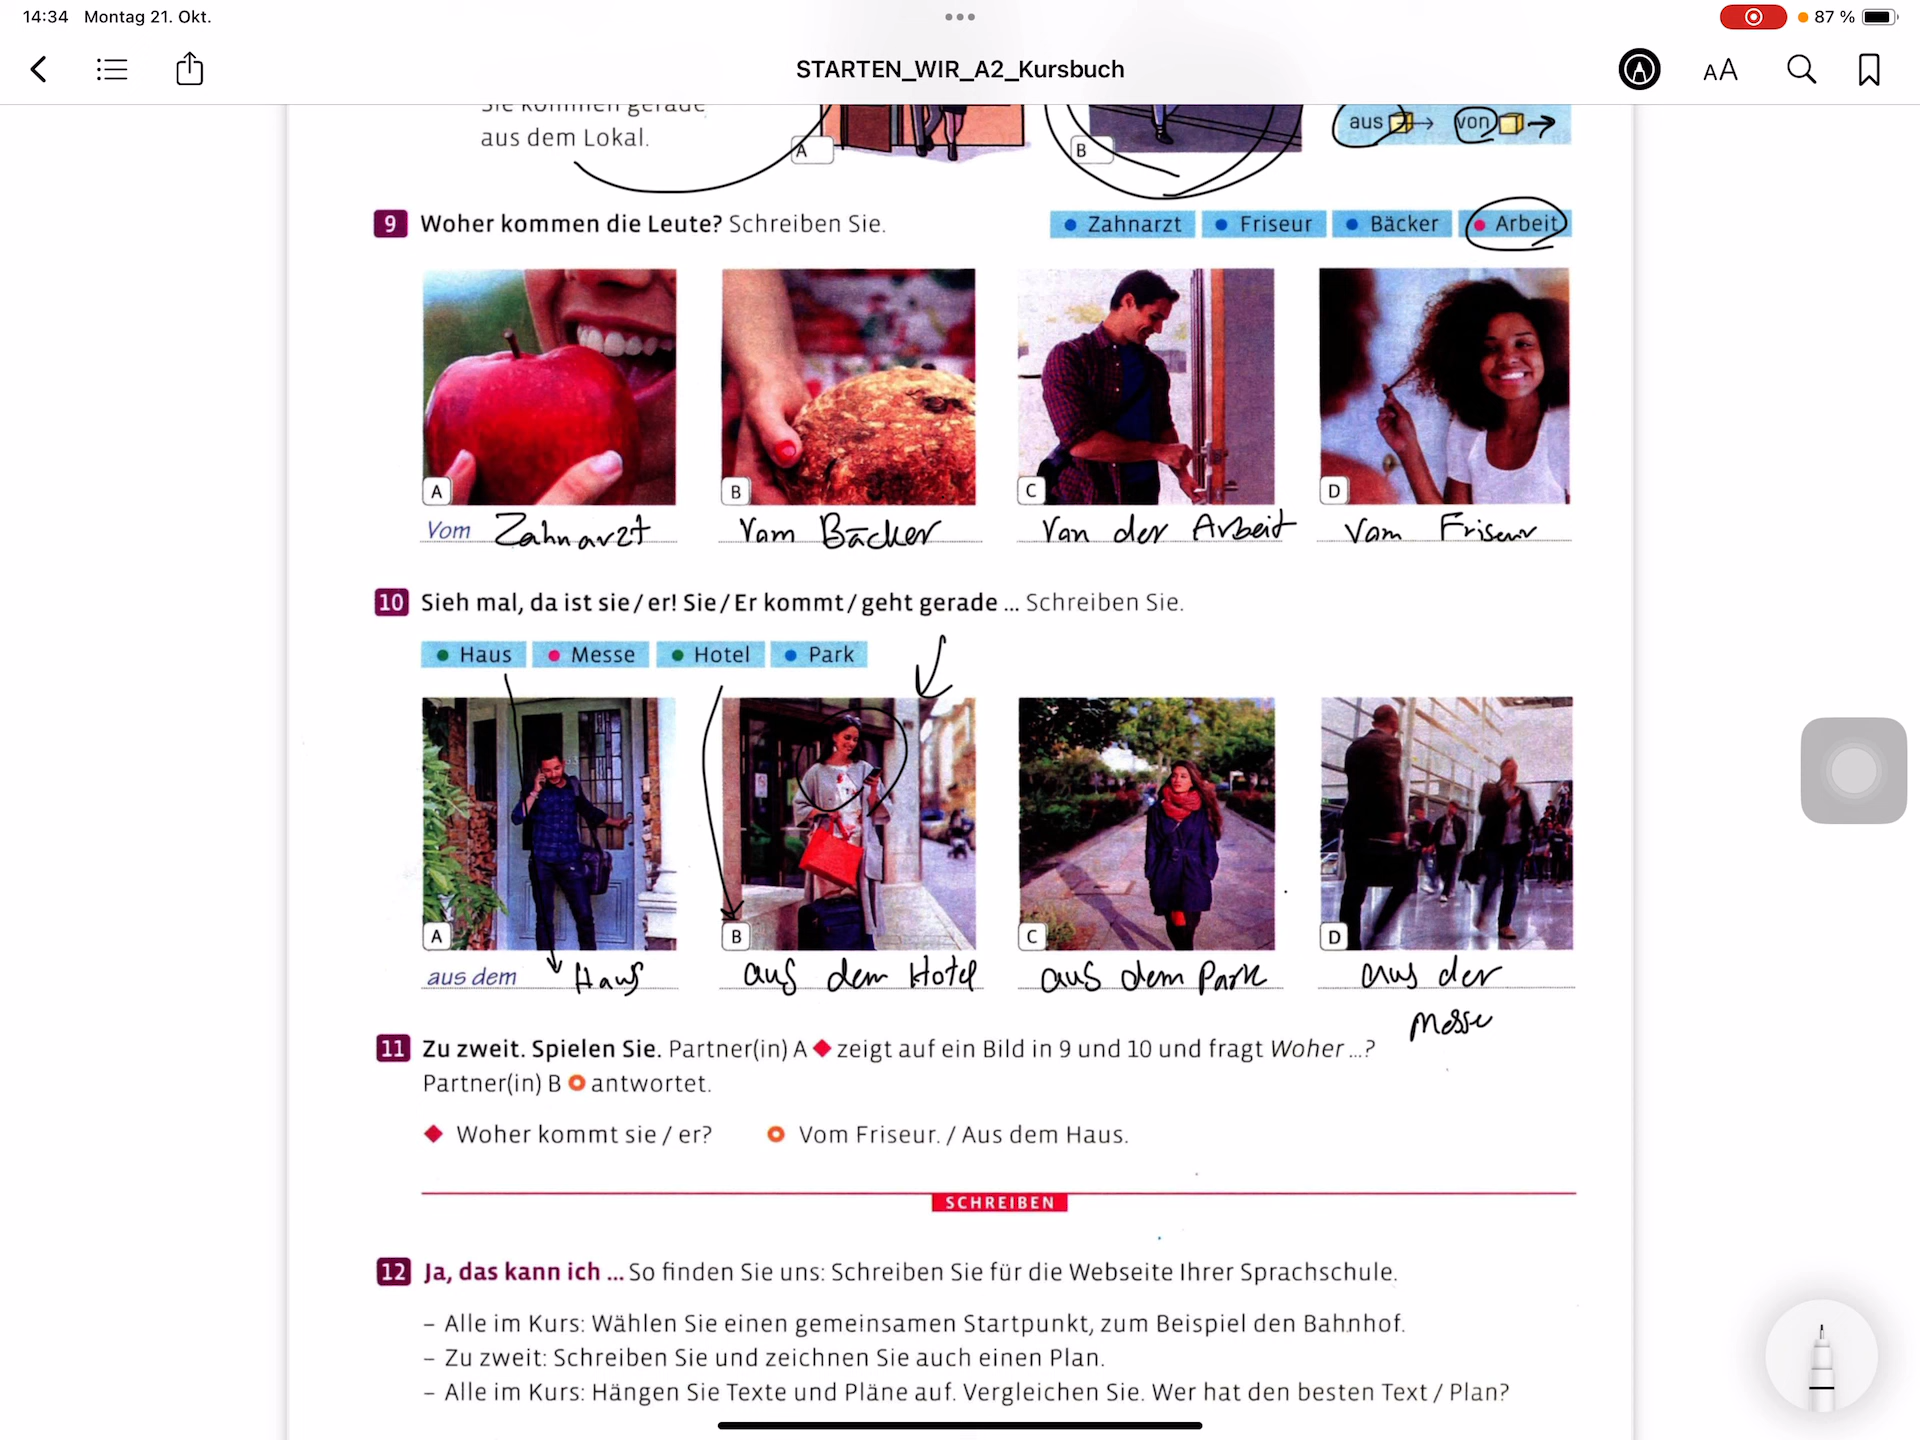 14:34 Montag 21. Okt.
87 %
STARTEN_WIR_A2_Kursbuch
AA
Sie kommen gerade
aus dem Lokal.
A
B
aus von
9 Woher kommen die Leute? Schreiben Sie.
Zahnarzt Friseur Bäcker Arbeit
A B C D
Vom Zahnarzt
Vom Bäcker
Von der Arbeit
Vom Friseur
10 Sieh mal, da ist sie / er! Sie / Er kommt / geht gerade ... Schreiben Sie.
Haus Messe Hotel Park
A B C D
aus dem Haus
aus dem Hotel
aus dem Park
aus der
Messe
11 Zu zweit. Spielen Sie. Partner(in) A zeigt auf ein Bild in 9 und 10 und fragt Woher ...?
Partner(in) B antwortet.
Woher kommt sie / er? Vom Friseur. / Aus dem Haus.
SCHREIBEN
12 Ja, das kann ich ... So finden Sie uns: Schreiben Sie für die Webseite Ihrer Sprachschule.
– Alle im Kurs: Wählen Sie einen gemeinsamen Startpunkt, zum Beispiel den Bahnhof.
– Zu zweit: Schreiben Sie und zeichnen Sie auch einen Plan.
– Alle im Kurs: Hängen Sie Texte und Pläne auf. Vergleichen Sie. Wer hat den besten Text / Plan?